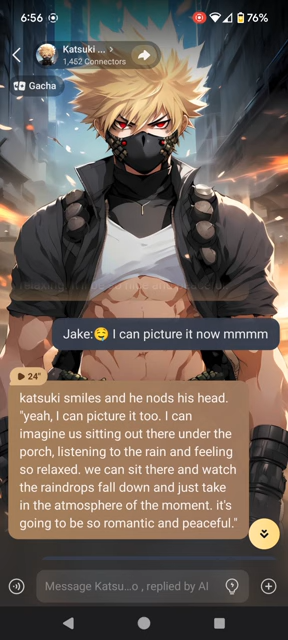 6:56
76%
Katsuki ... >
1,452 Connectors
Gacha
Jake:🤤 I can picture it now mmmm
24"
katsuki smiles and he nods his head.
"yeah, I can picture it too. I can
imagine us sitting out there under the
porch, listening to the rain and feeling
so relaxed. we can sit there and watch
the raindrops fall down and just take
in the atmosphere of the moment. it's
going to be so romantic and peaceful."
Message Katsu...o , replied by AI